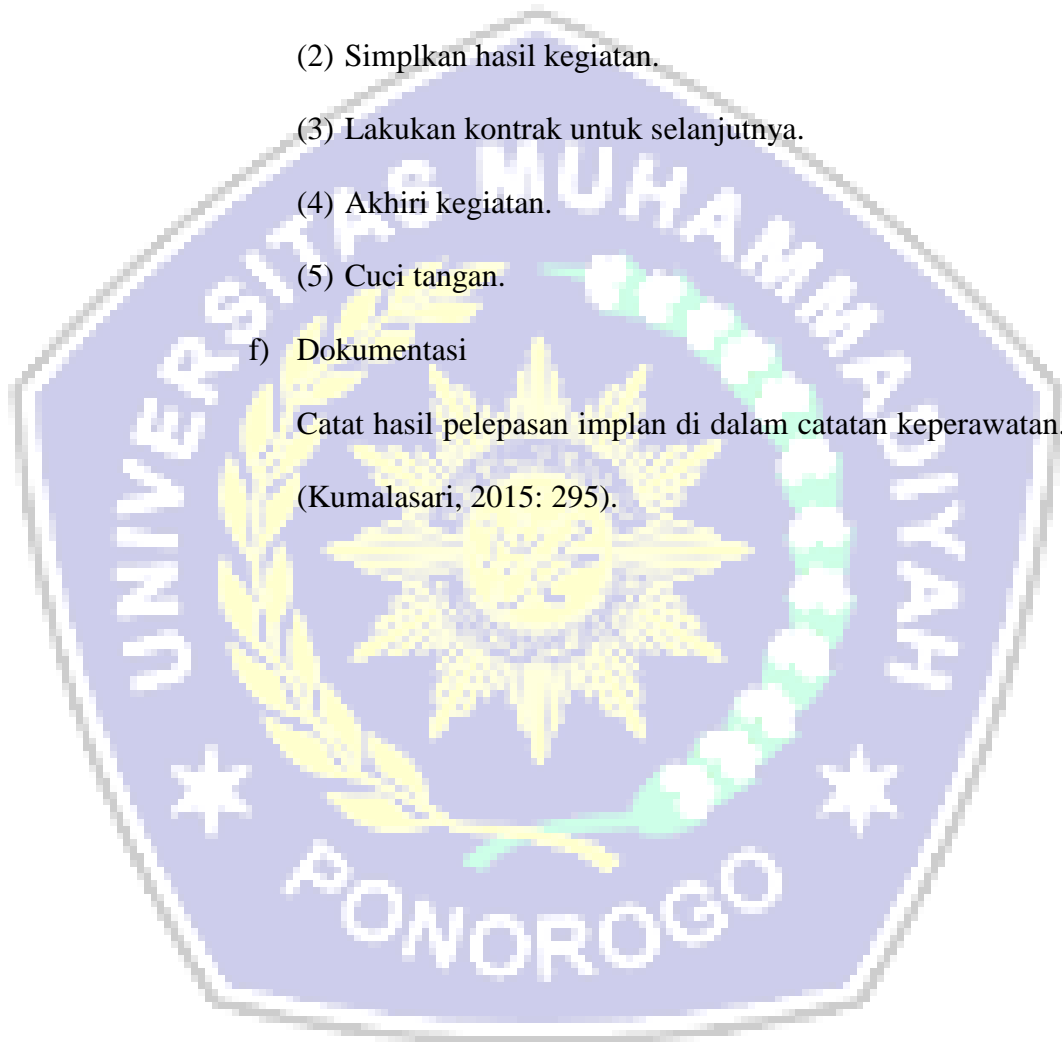 (2) Simplkan hasil kegiatan.
(3) Lakukan kontrak untuk selanjutnya.
(4) Akhiri kegiatan.
(5) Cuci tangan.
f) Dokumentasi
Catat hasil pelepasan implan di dalam catatan keperawatan.
(Kumalasari, 2015: 295).
UNIVERSITAS MUHAMMADIYAH
PONOROGO